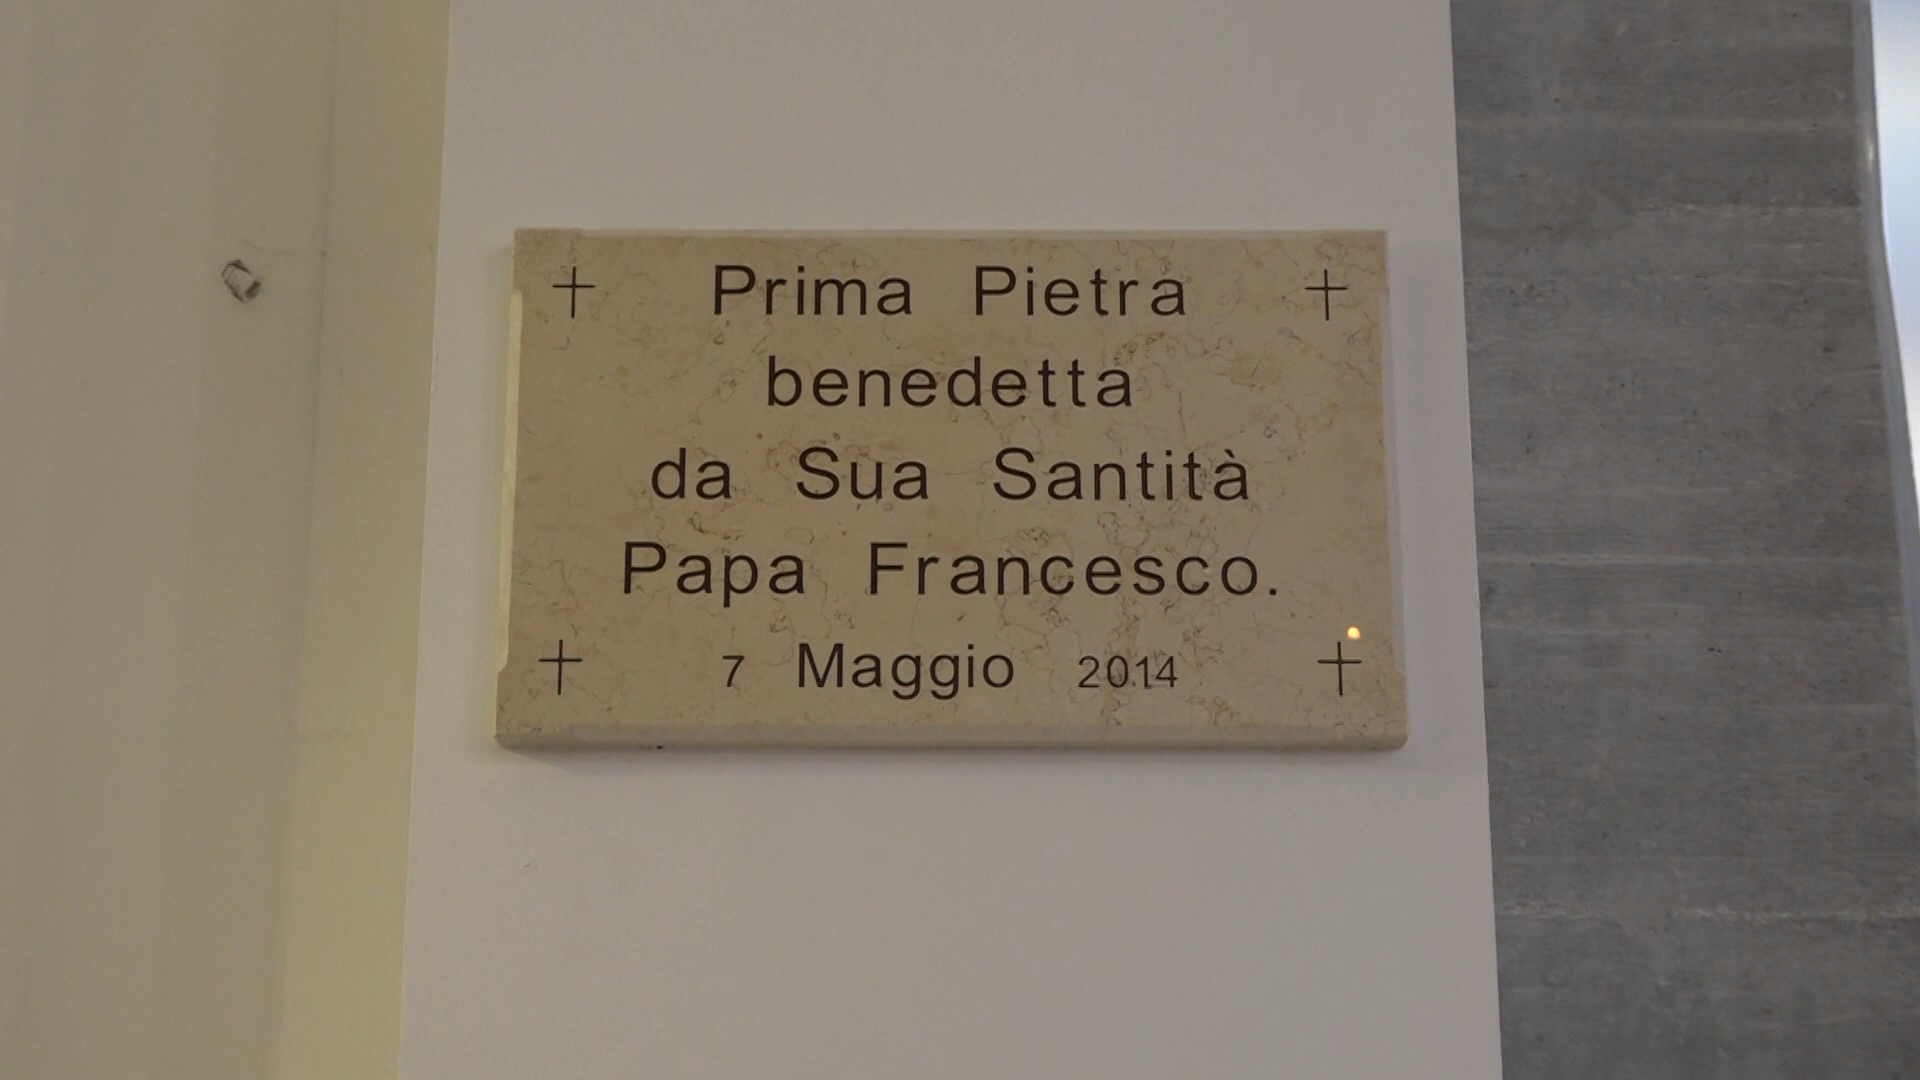 Prima Pietra
benedetta
da Sua Santità
Papa Francesco.
7 Maggio 2014